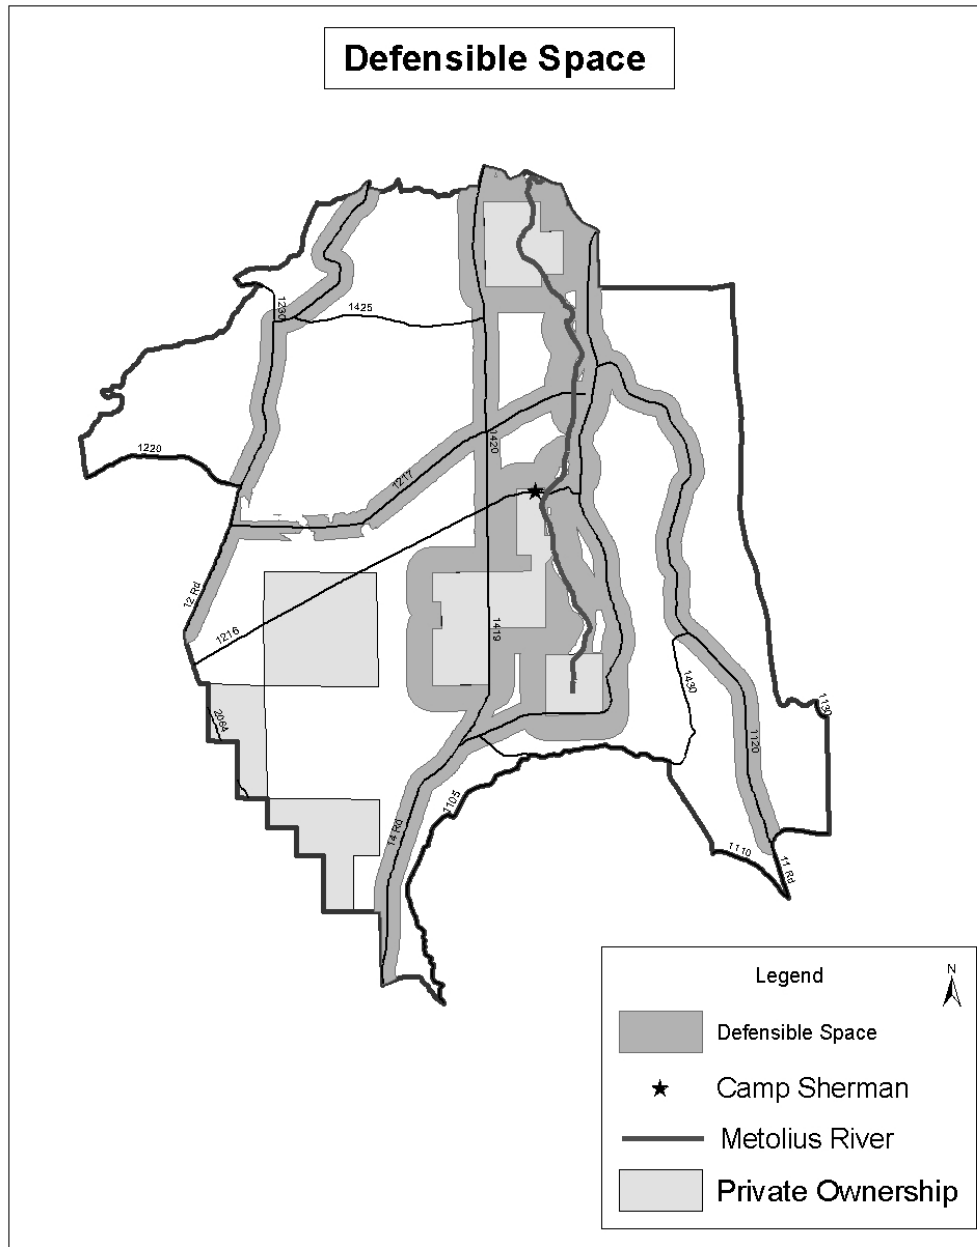 Defensible Space
1230
1425
1220
1420
1217
12 Rd
1216
1419
1430
2064
1130
1120
1105
14 Rd
1110
11 Rd
Legend
N
Defensible Space
Camp Sherman
Metolius River
Private Ownership